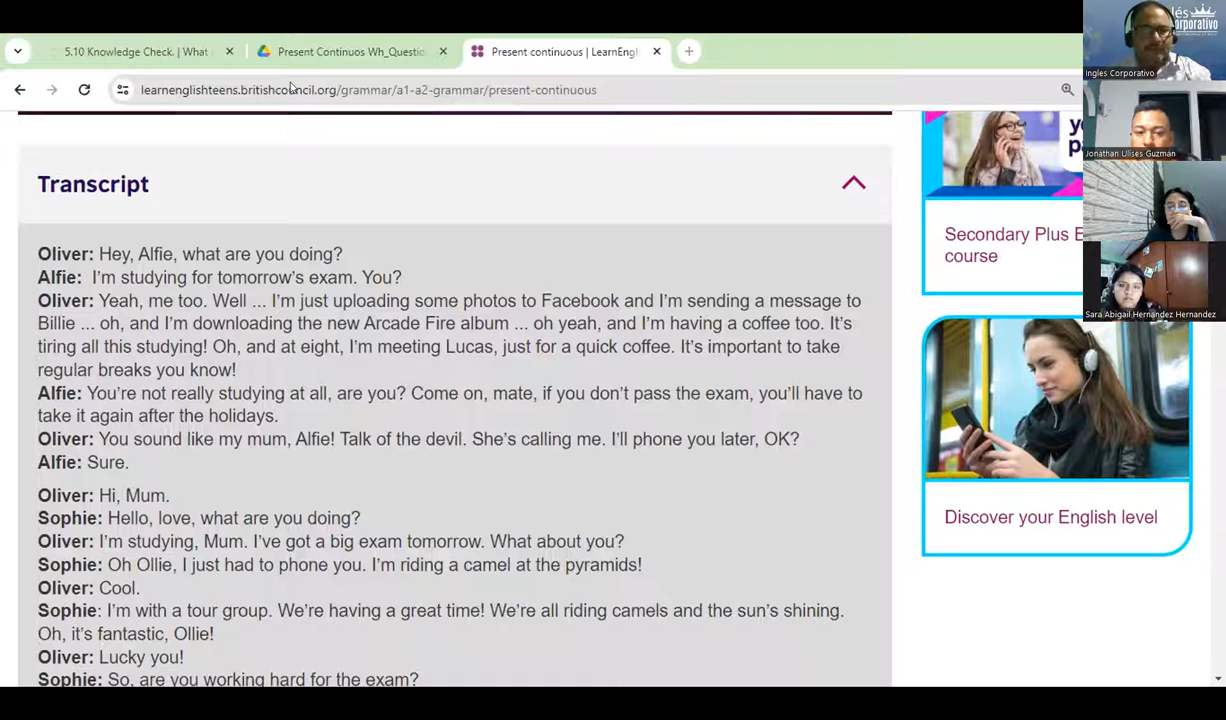 5.10 Knowledge Check. | What
Present Continuos Wh_Questio
Present continuous | LearnEngl
learnenglishteens.britishcouncil.org/grammar/a1-a2-grammar/present-continuous
Transcript
Oliver: Hey, Alfie, what are you doing?
Alfie: I'm studying for tomorrow's exam. You?
Oliver: Yeah, me too. Well ... I'm just uploading some photos to Facebook and I'm sending a message to
Billie ... oh, and I'm downloading the new Arcade Fire album ... oh yeah, and I'm having a coffee too. It's
tiring all this studying! Oh, and at eight, I'm meeting Lucas, just for a quick coffee. It's important to take
regular breaks you know!
Alfie: You're not really studying at all, are you? Come on, mate, if you don't pass the exam, you'll have to
take it again after the holidays.
Oliver: You sound like my mum, Alfie! Talk of the devil. She's calling me. I'll phone you later, OK?
Alfie: Sure.
Oliver: Hi, Mum.
Sophie: Hello, love, what are you doing?
Oliver: I'm studying, Mum. I've got a big exam tomorrow. What about you?
Sophie: Oh Ollie, I just had to phone you. I'm riding a camel at the pyramids!
Oliver: Cool.
Sophie: I'm with a tour group. We're having a great time! We're all riding camels and the sun's shining.
Oh, it's fantastic, Ollie!
Oliver: Lucky you!
Sophie: So, are you working hard for the exam?
Secondary Plus E
course
Discover your English level
és
orporativo
Ingles Corporativo
Jonathan Ulises Guzmán
Sara Abigail Hernandez Hernandez